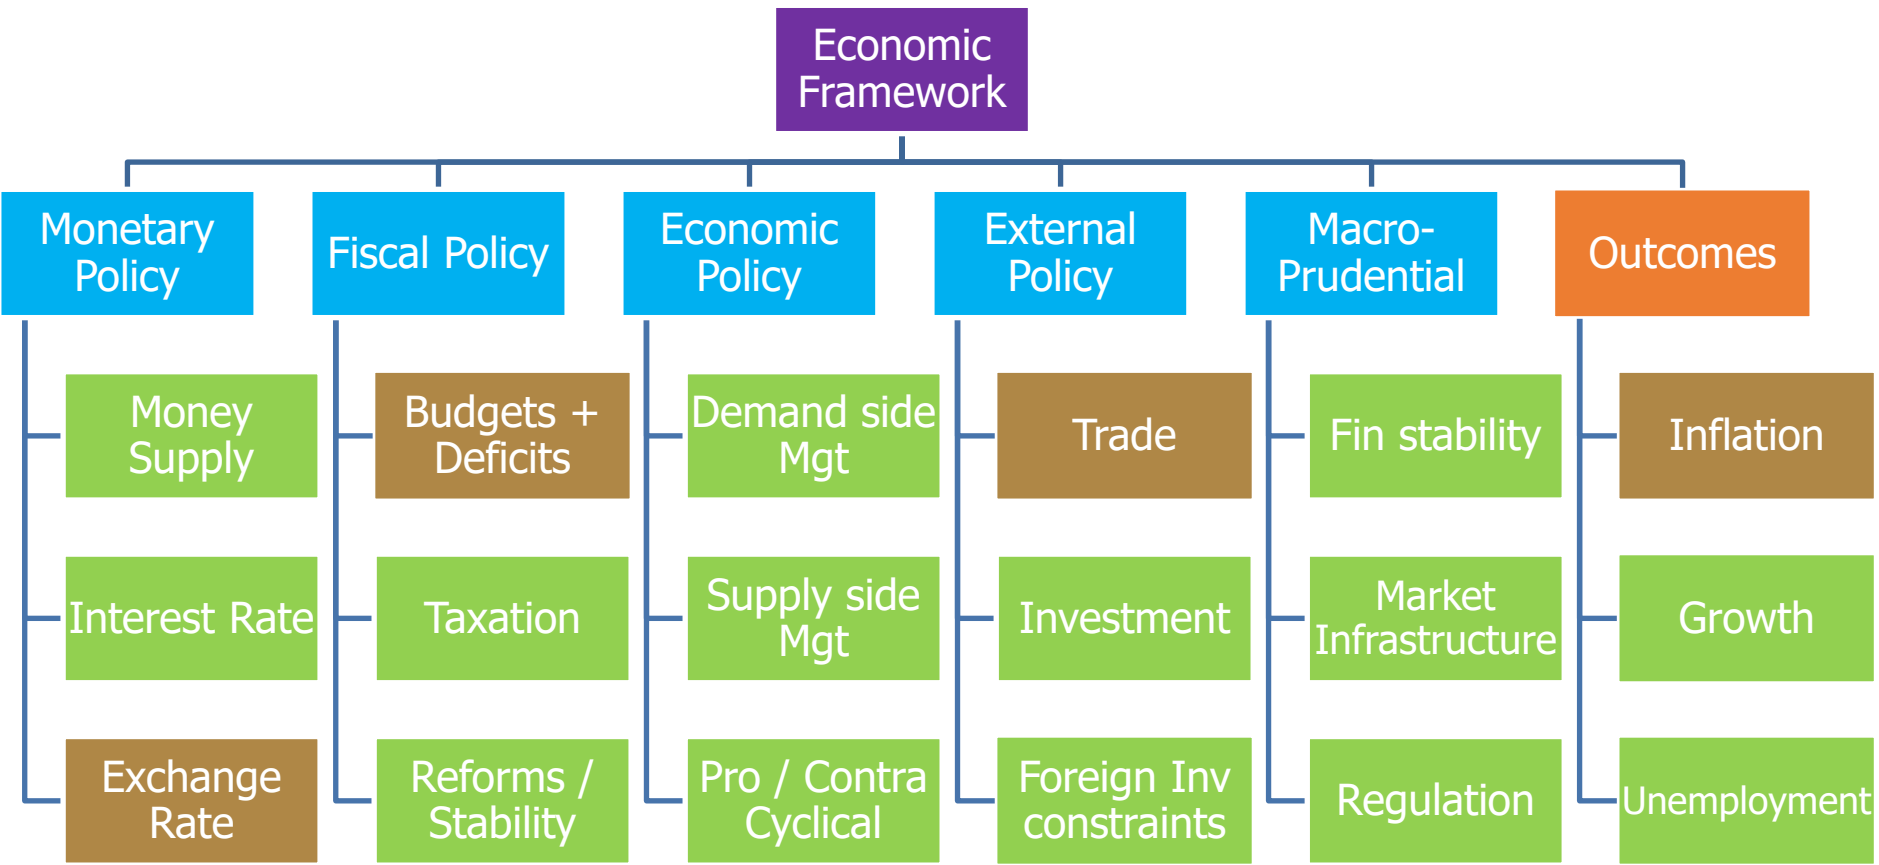 Economic
Framework
Monetary
Policy
Fiscal Policy
Economic
Policy
External
Policy
Macro-
Prudential
Outcomes
Money
Supply
Budgets +
Deficits
Demand side
Mgt
Trade
Fin stability
Inflation
Interest Rate
Taxation
Supply side
Mgt
Investment
Market
Infrastructure
Growth
Exchange
Rate
Reforms /
Stability
Pro / Contra
Cyclical
Foreign Inv
constraints
Regulation
Unemployment